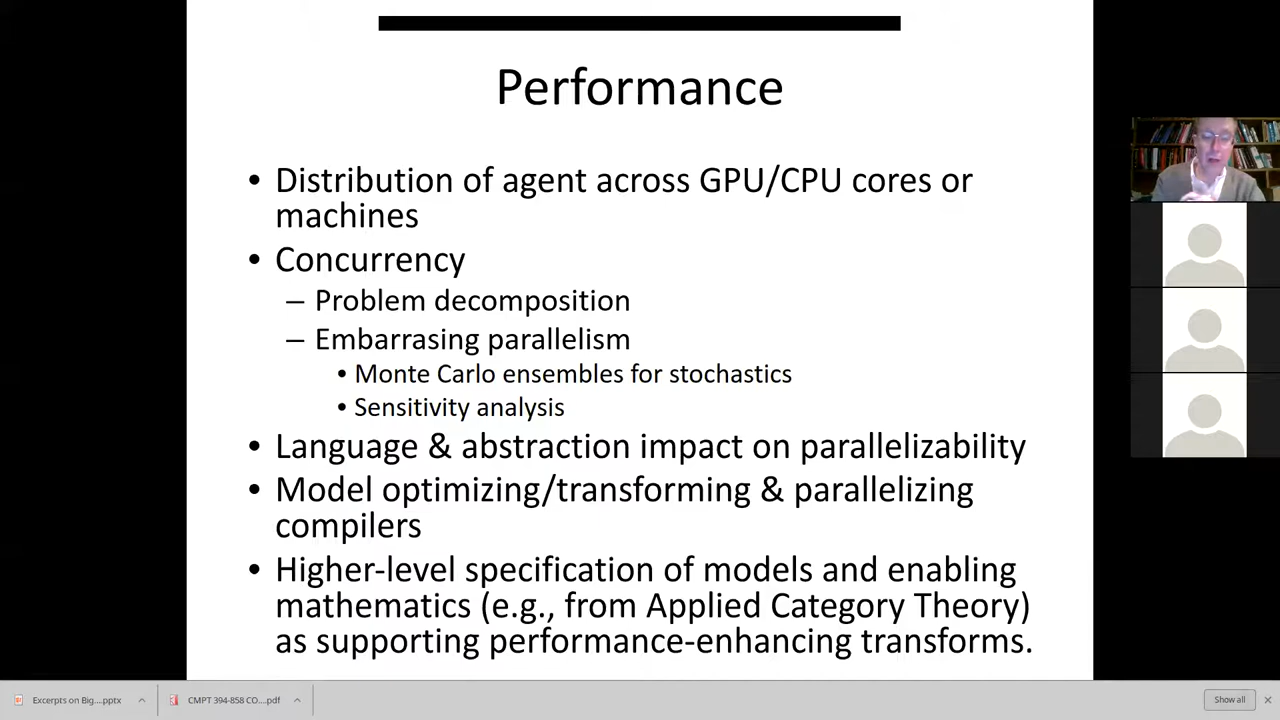 Performance
• Distribution of agent across GPU/CPU cores or
machines
• Concurrency
– Problem decomposition
– Embarrasing parallelism
• Monte Carlo ensembles for stochastics
• Sensitivity analysis
• Language & abstraction impact on parallelizability
• Model optimizing/transforming & parallelizing
compilers
• Higher-level specification of models and enabling
mathematics (e.g., from Applied Category Theory)
as supporting performance-enhancing transforms.
Excerpts on Big....pptx
CMPT 394-858 CO....pdf
Show all